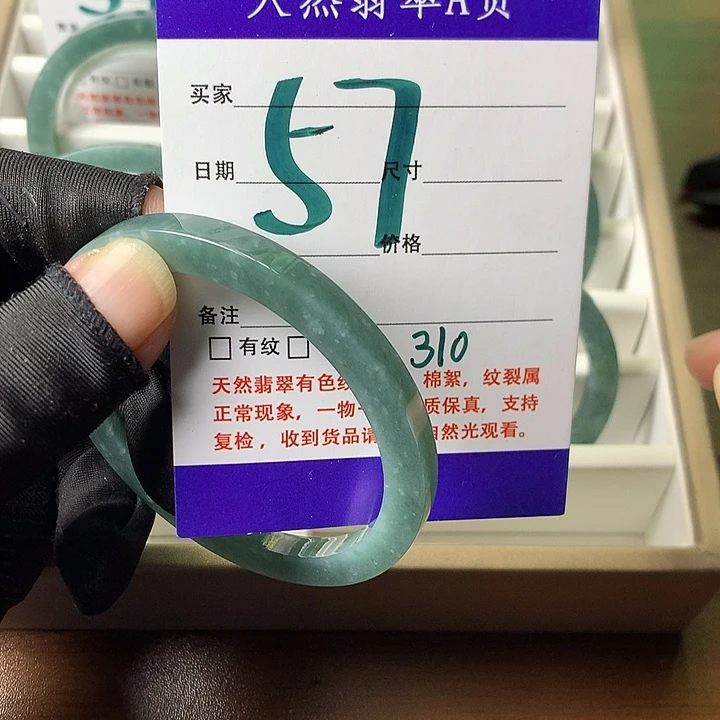 天然翡翠A货
买家
57
日期 尺寸
价格
备注
□ 有纹 □
310
天然翡翠有色 棉絮，纹裂属
正常现象，一物一 质保真，支持
复检，收到货品请 自然光观看。